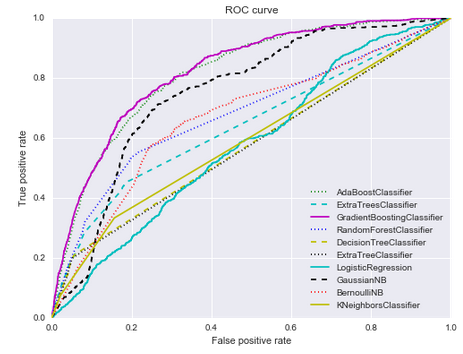 ROC curve
True positive rate
1.0
0.8
0.6
0.4
0.2
0.0
AdaBoostClassifier
ExtraTreesClassifier
GradientBoostingClassifier
RandomForestClassifier
DecisionTreeClassifier
ExtraTreeClassifier
LogisticRegression
GaussianNB
BernoulliNB
KNeighborsClassifier
0.0 0.2 0.4 0.6 0.8 1.0
False positive rate